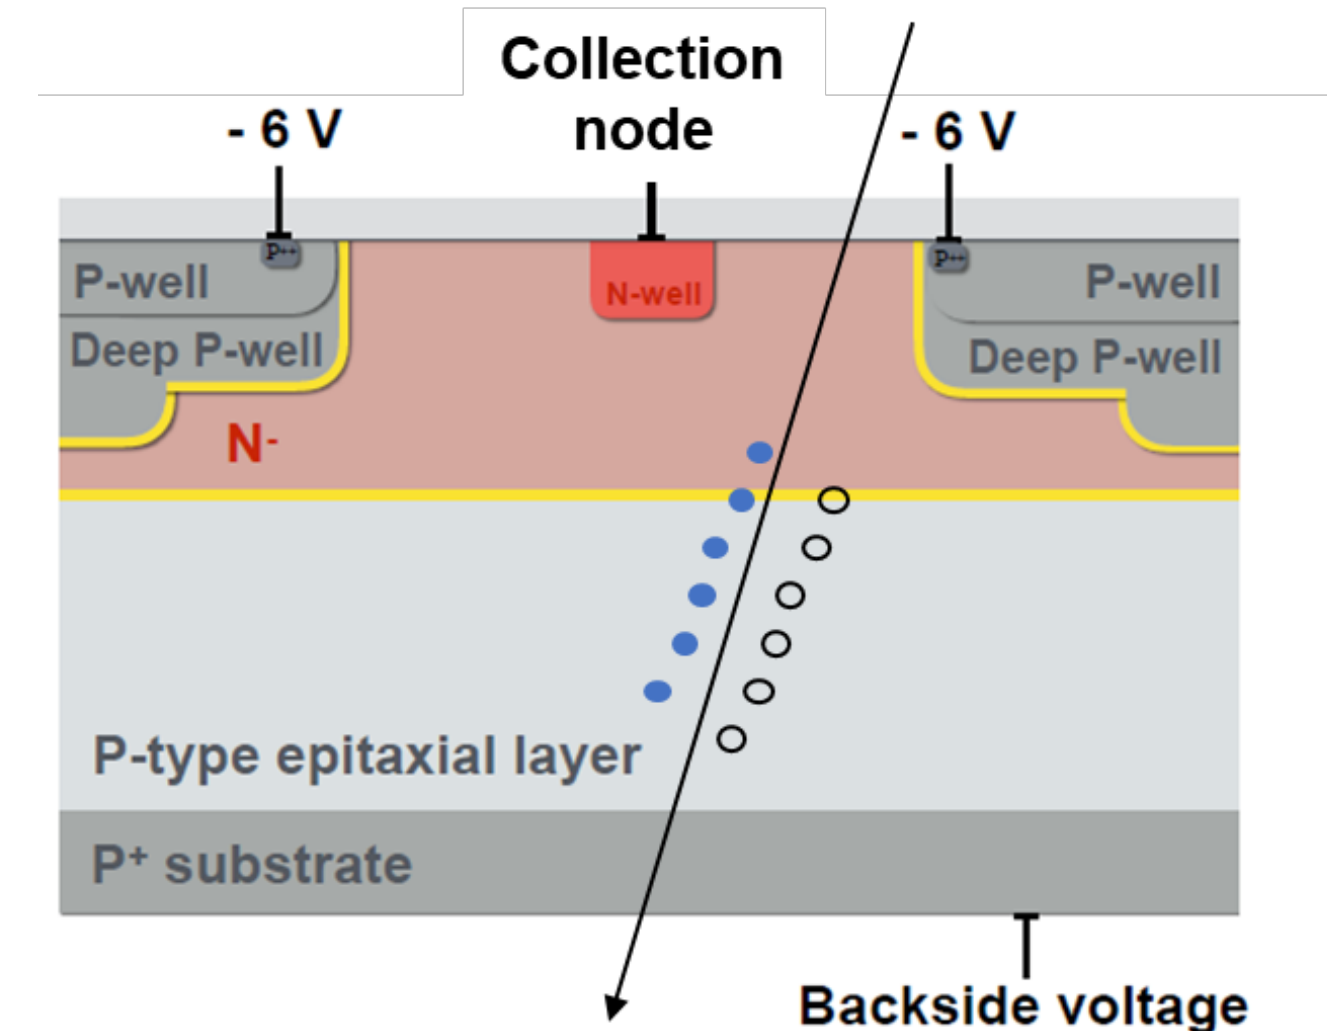 Collection
node
- 6 V
- 6 V
P++
P++
P-well
N-well
P-well
Deep P-well
Deep P-well
N-
P-type epitaxial layer
P+ substrate
Backside voltage